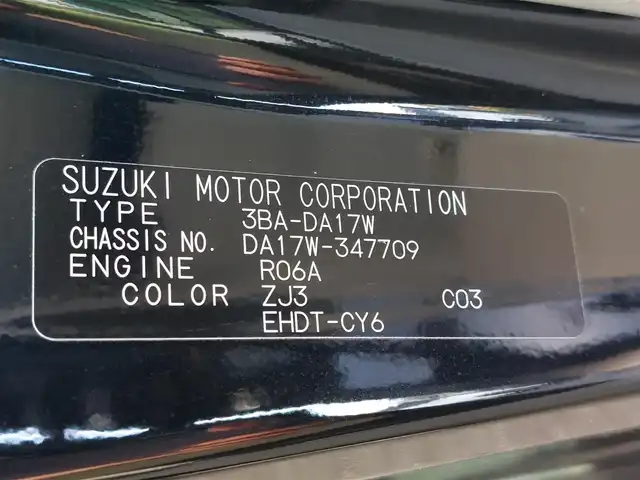 SUZUKI MOTOR CORPORATION
TYPE 3BA-DA17W
CHASSIS NO. DA17W-347709
ENGINE R06A
COLOR ZJ3 C03
EHDT-CY6